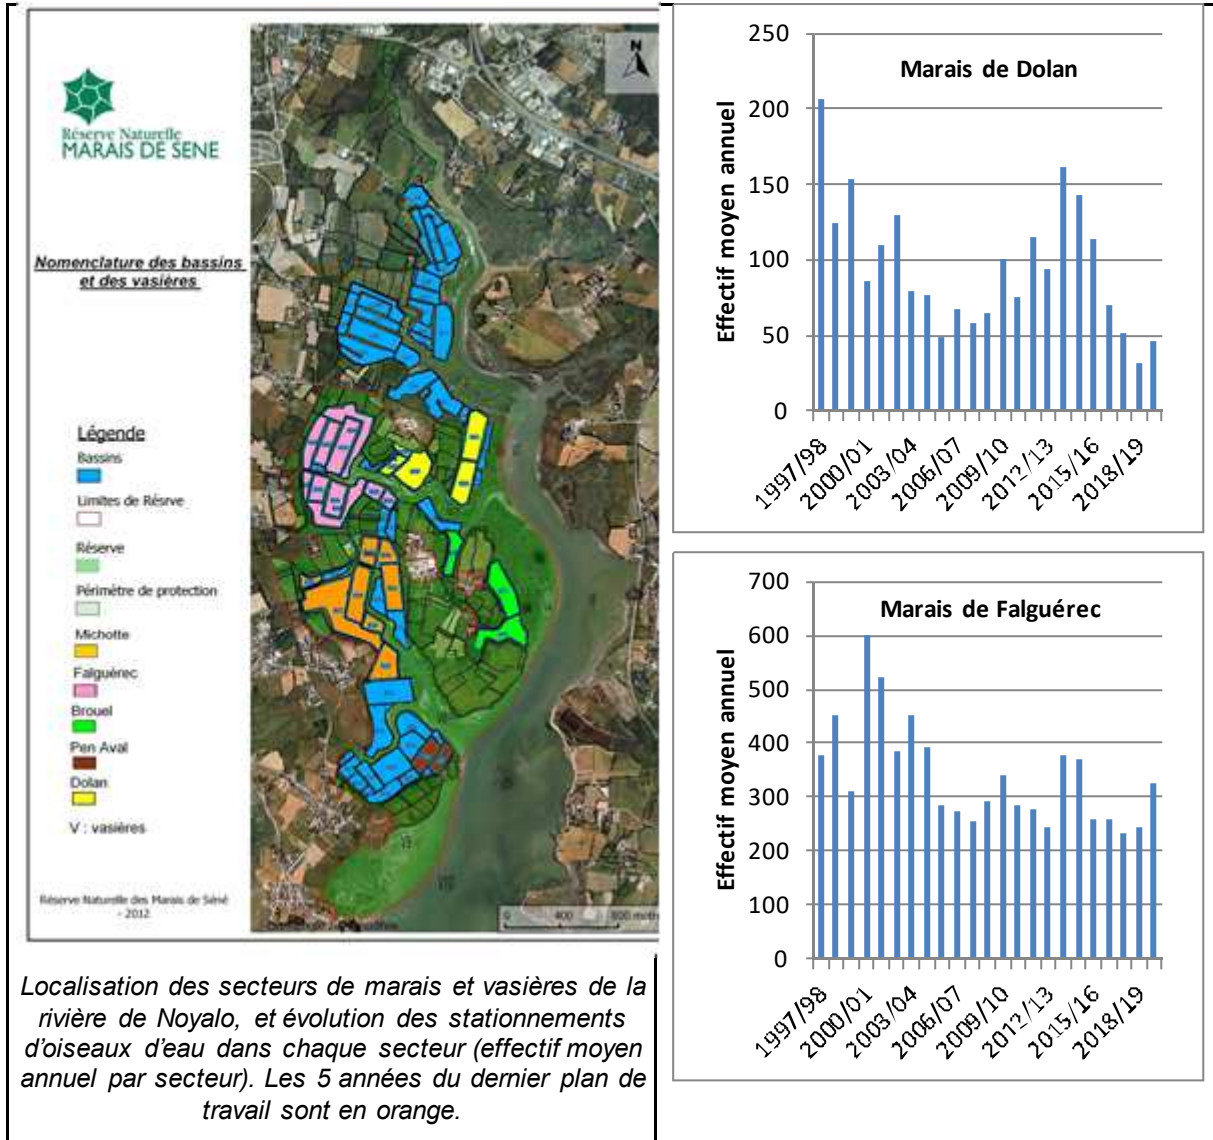 Réserve Naturelle
MARAIS DE SENE
Nomenclature des bassins
et des vasières
Légende
Bassins
Limites de Résrve
Réserve
Périmètre de protection
Michotte
Falguérec
Brouel
Pen Aval
Dolan
V : vasières
Réserve Naturelle des Marais de Séné
- 2012
N
0 400 800
Localisation des secteurs de marais et vasières de la
rivière de Noyalo, et évolution des stationnements
d'oiseaux d'eau dans chaque secteur (effectif moyen
annuel par secteur). Les 5 années du dernier plan de
travail sont en orange.
Marais de Dolan
Effectif moyen annuel
250
200
150
100
50
0
1997/98
2000/01
2003/04
2006/07
2009/10
2012/13
2015/16
2018/19
Marais de Falguérec
Effectif moyen annuel
700
600
500
400
300
200
100
0
1997/98
2000/01
2003/04
2006/07
2009/10
2012/13
2015/16
2018/19